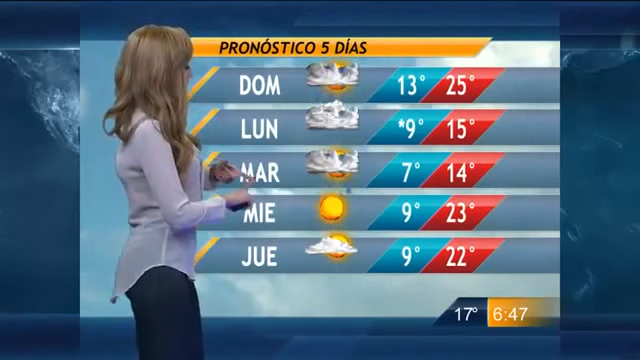 PRONÓSTICO 5 DÍAS
DOM 13° 25°
LUN *9° 15°
MAR 7° 14°
MIE 9° 23°
JUE 9° 22°
17° 6:47